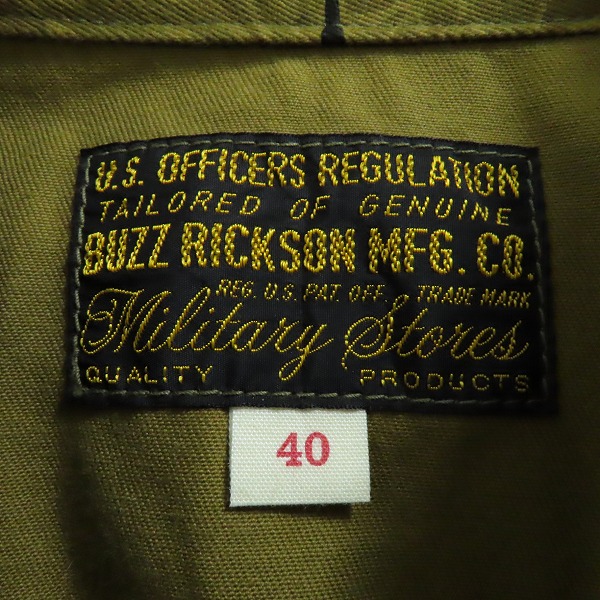 U.S. OFFICERS REGULATION
TAILORED OF GENUINE
BUZZ RICKSON MFG. CO.
REG. U.S. PAT. OFF. TRADE MARK
Military Stores
QUALITY PRODUCTS
40